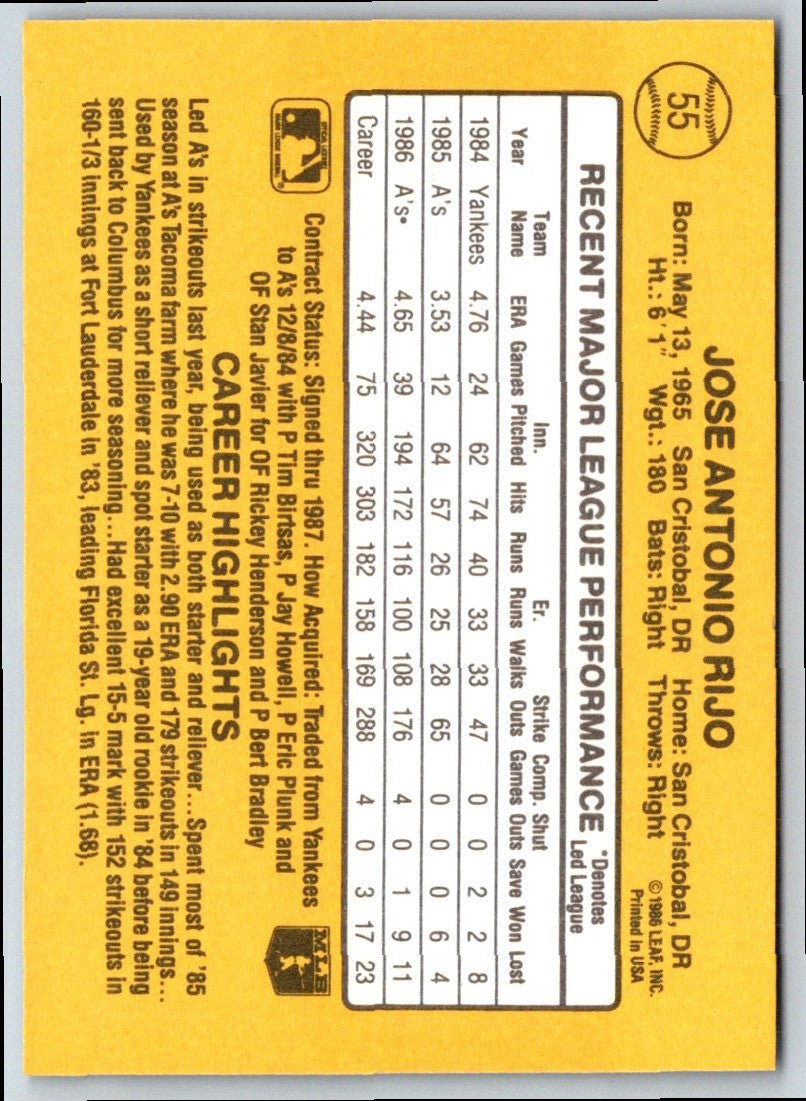 55
JOSE ANTONIO RIJO
Born: May 13, 1965 San Cristobal, DR Home: San Cristobal, DR
Ht.: 6'1" Wgt.: 180 Bats: Right Throws: Right
© 1986 LEAF, INC.
Printed in USA
RECENT MAJOR LEAGUE PERFORMANCE
*Denotes
Led League
Team Inn. Er. Strike Comp. Shut
Year Name ERA Games Pitched Hits Runs Runs Walks Outs Games Outs Save Won Lost
1984 Yankees 4.76 24 62 74 40 33 33 47 0 0 2 2 8
1985 A's 3.53 12 64 57 26 25 28 65 0 0 0 6 4
1986 A's• 4.65 39 194 172 116 100 108 176 4 0 1 9 11
Career 4.44 75 320 303 182 158 169 288 4 0 3 17 23
Contract Status: Signed thru 1987. How Acquired: Traded from Yankees
to A's 12/8/84 with P Tim Birtsas, P Jay Howell, P Eric Plunk and
OF Stan Javier for OF Rickey Henderson and P Bert Bradley
MLB
CAREER HIGHLIGHTS
Led A's in strikeouts last year, being used as both starter and reliever...Spent most of '85
season at A's Tacoma farm where he was 7-10 with 2.90 ERA and 179 strikeouts in 149 innings...
Used by Yankees as a short reliever and spot starter as a 19-year old rookie in '84 before being
sent back to Columbus for more seasoning...Had excellent 15-5 mark with 152 strikeouts in
160-1/3 innings at Fort Lauderdale in '83, leading Florida St. Lg. in ERA (1.68).